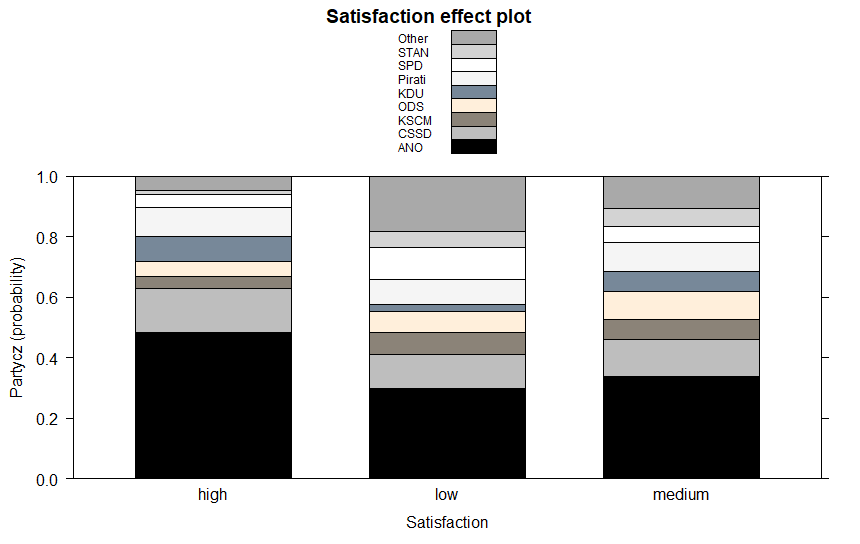 Satisfaction effect plot
Other
STAN
SPD
Pirati
KDU
ODS
KSCM
CSSD
ANO
1.0
0.8
0.6
0.4
0.2
0.0
Partycz (probability)
high low medium
Satisfaction